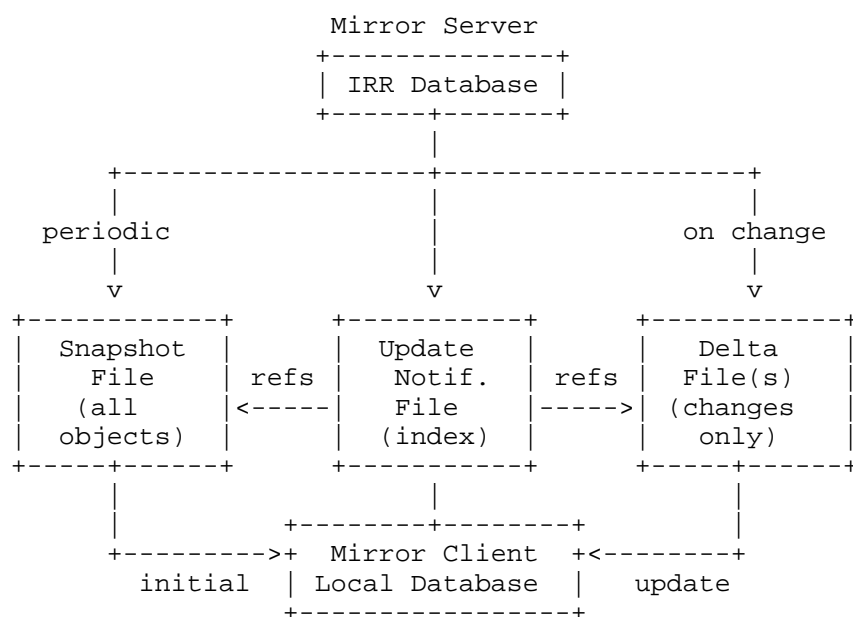 Mirror Server
IRR Database
periodic
on change
Snapshot Update Delta
File refs Notif. refs File(s)
(all File (changes
objects) (index) only)
Mirror Client
initial Local Database update